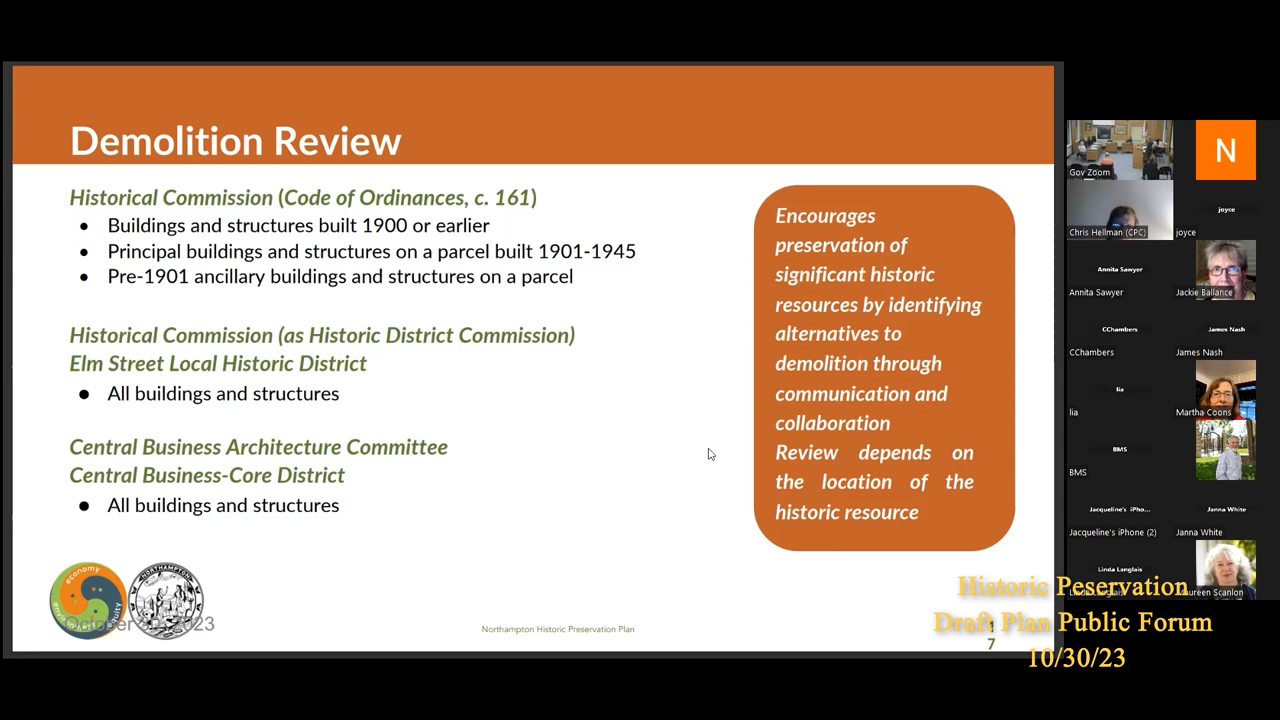 Demolition Review
Historical Commission (Code of Ordinances, c. 161)
• Buildings and structures built 1900 or earlier
• Principal buildings and structures on a parcel built 1901-1945
• Pre-1901 ancillary buildings and structures on a parcel
Historical Commission (as Historic District Commission)
Elm Street Local Historic District
• All buildings and structures
Central Business Architecture Committee
Central Business-Core District
• All buildings and structures
Encourages
preservation of
significant historic
resources by identifying
alternatives to
demolition through
communication and
collaboration
Review depends on
the location of the
historic resource
economy
NORTHAMPTON
2023
Northampton Historic Preservation Plan
7
Gov Zoom
N
Chris Hellman (CPC)
joyce
joyce
Annita Sawyer
Annita Sawyer
Jackie Ballance
CChambers
CChambers
James Nash
James Nash
lia
lia
Martha Coons
BMS
BMS
Jacqueline's iPho...
Jacqueline's iPhone (2)
Janna White
Janna White
Linda Langlais
Maureen Scanlon
Historic Peservation
Draft Plan Public Forum
10/30/23